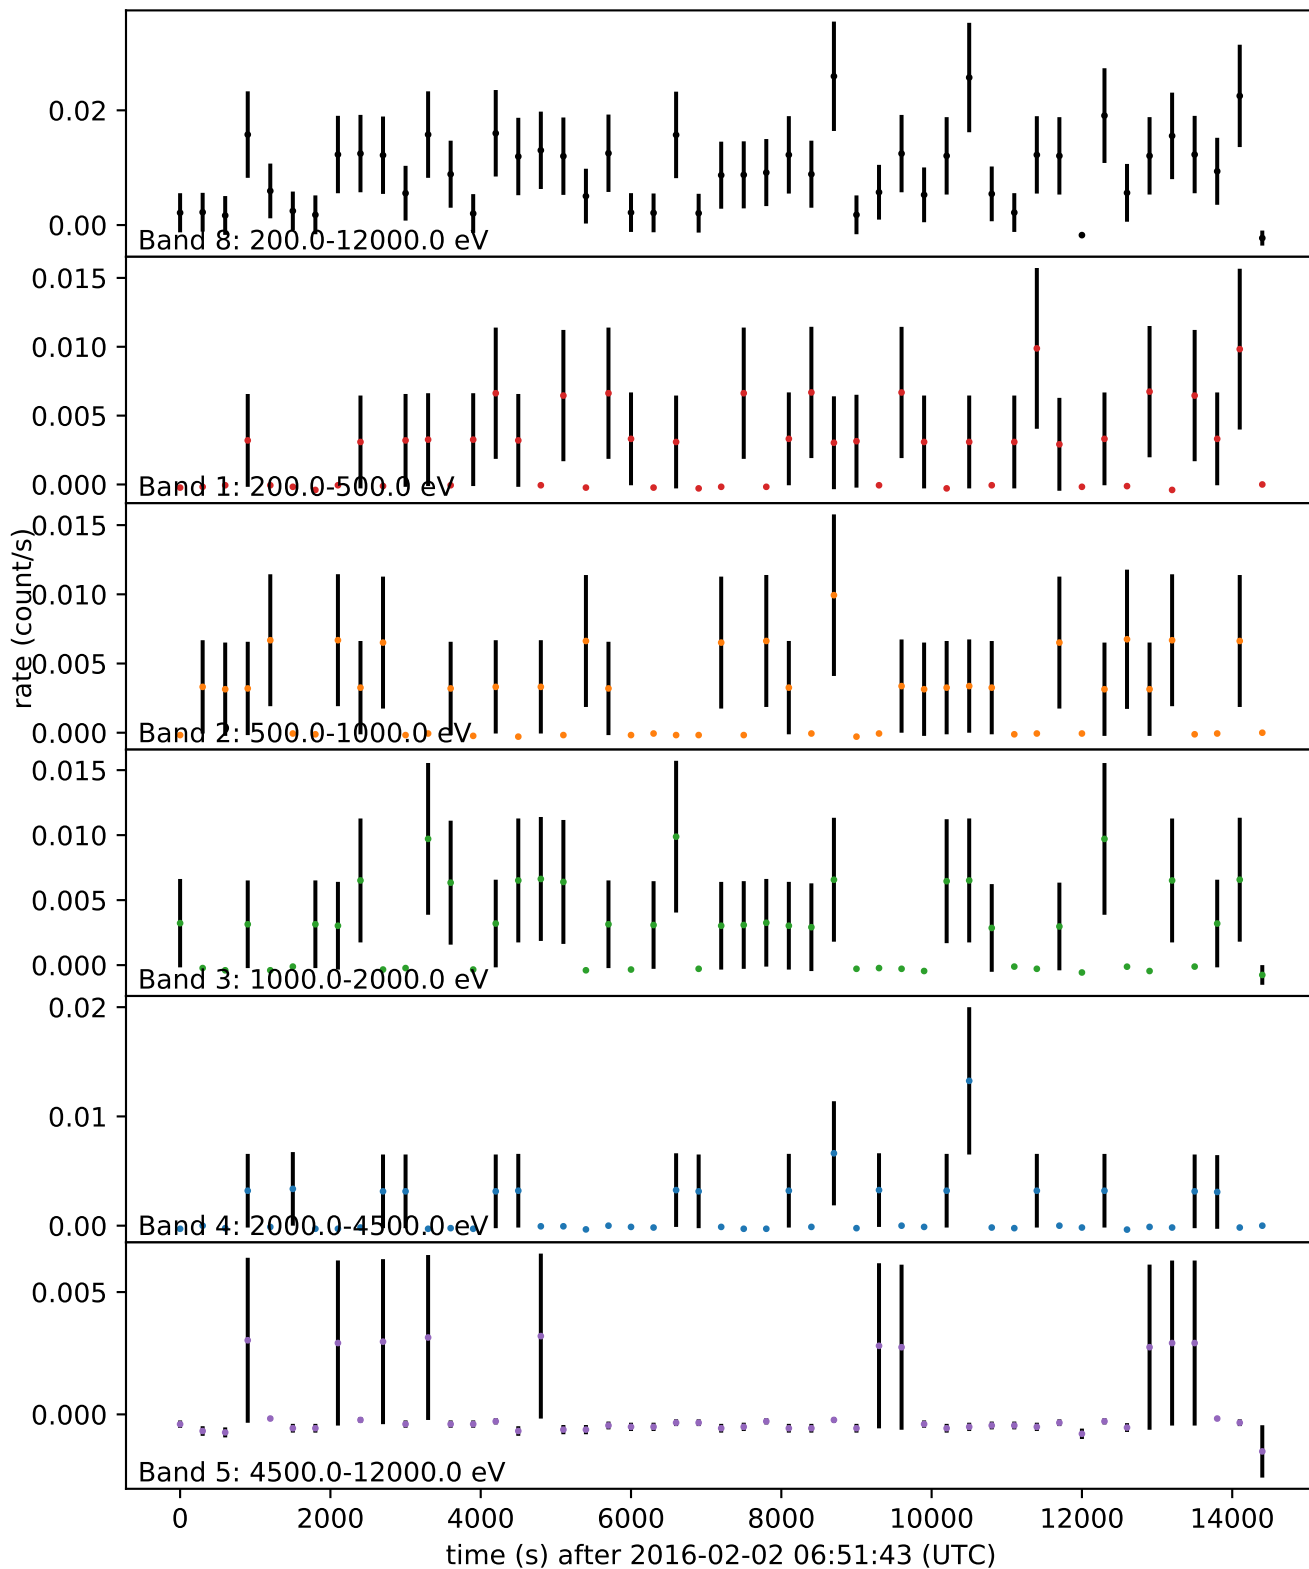 0.02
0.00
Band 8: 200.0-12000.0 eV
0.015
0.010
0.005
0.000
Band 1: 200.0-500.0 eV
rate (count/s)
0.015
0.010
0.005
0.000
Band 2: 500.0-1000.0 eV
0.015
0.010
0.005
0.000
Band 3: 1000.0-2000.0 eV
0.02
0.01
0.00
Band 4: 2000.0-4500.0 eV
0.005
0.000
Band 5: 4500.0-12000.0 eV
0 2000 4000 6000 8000 10000 12000 14000
time (s) after 2016-02-02 06:51:43 (UTC)